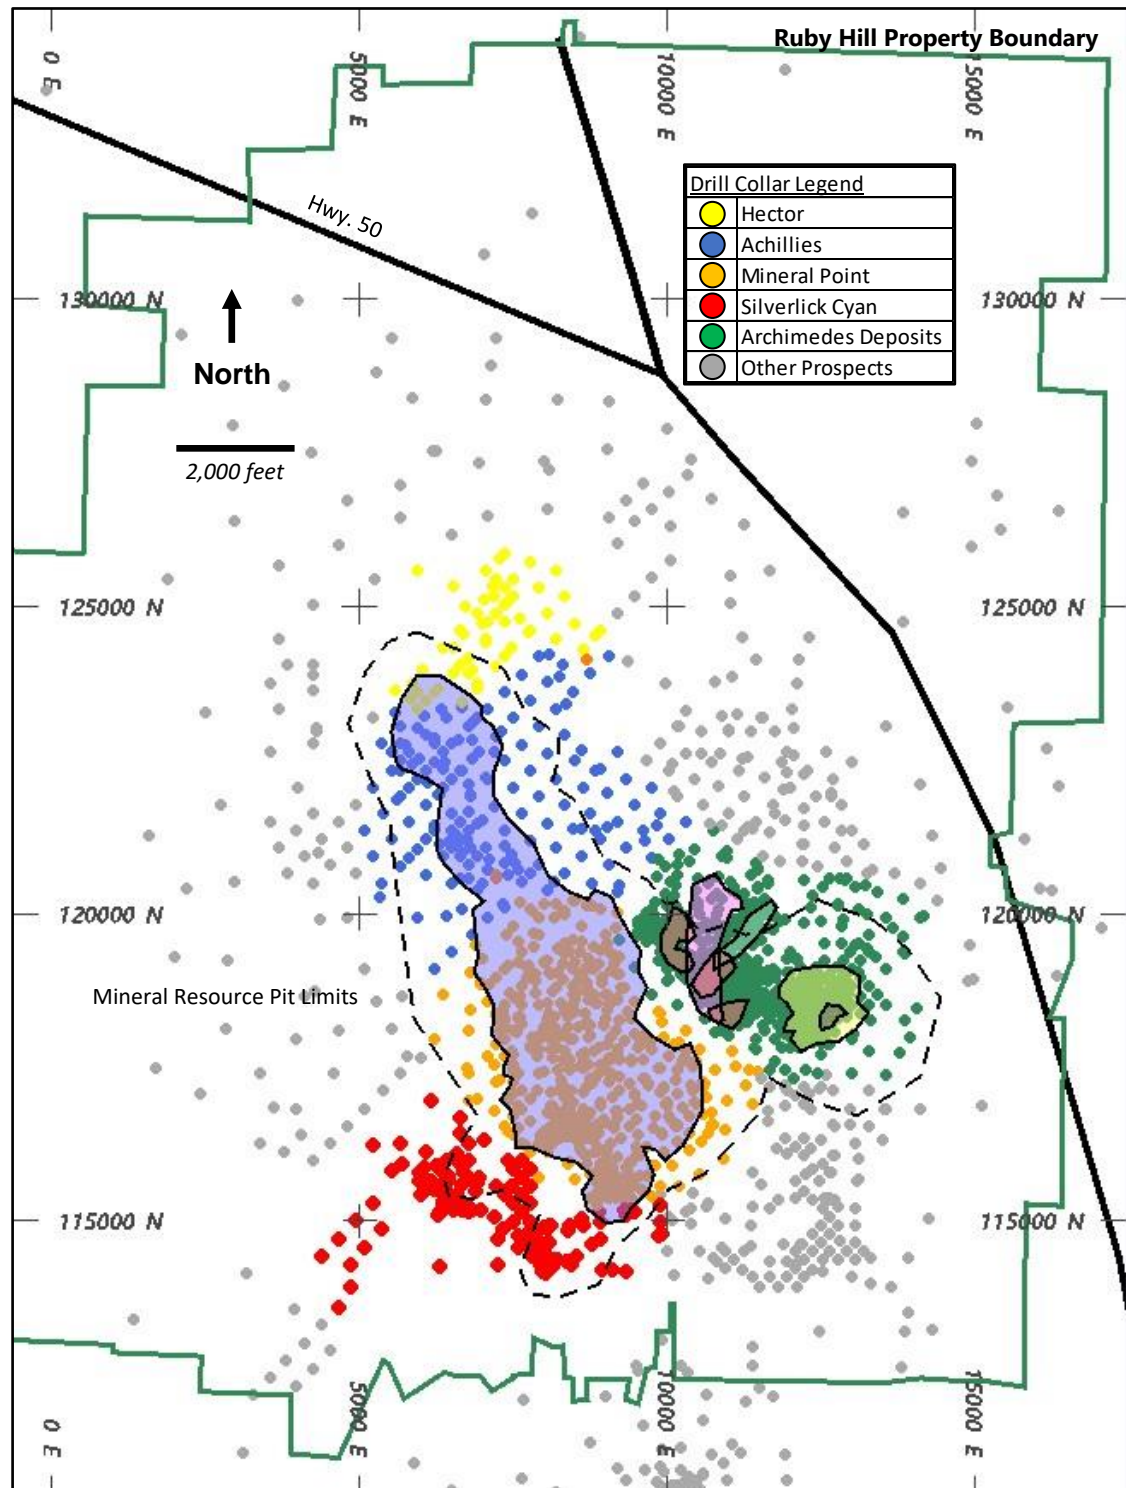 Ruby Hill Property Boundary
0 E
5000 E
10000 E
15000 E
Hwy. 50
Drill Collar Legend
Hector
Achillies
Mineral Point
Silverlick Cyan
Archimedes Deposits
Other Prospects
130000 N
130000 N
North
2,000 feet
125000 N
125000 N
120000 N
120000 N
Mineral Resource Pit Limits
115000 N
115000 N
0 E
5000 E
10000 E
15000 E